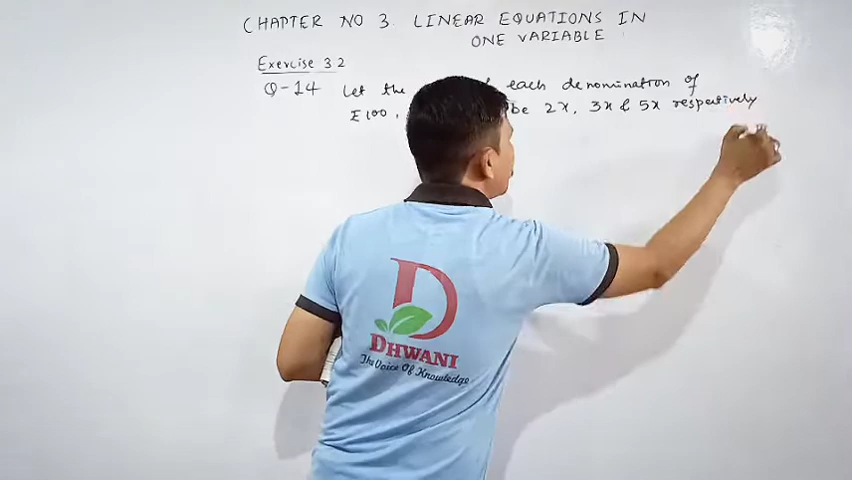 CHAPTER NO 3. LINEAR EQUATIONS IN
ONE VARIABLE
Exercise 3.2
Q-14 Let the each denomination of
₹100, be 2x, 3x & 5x respectively
DHWANI
The Voice Of Knowledge